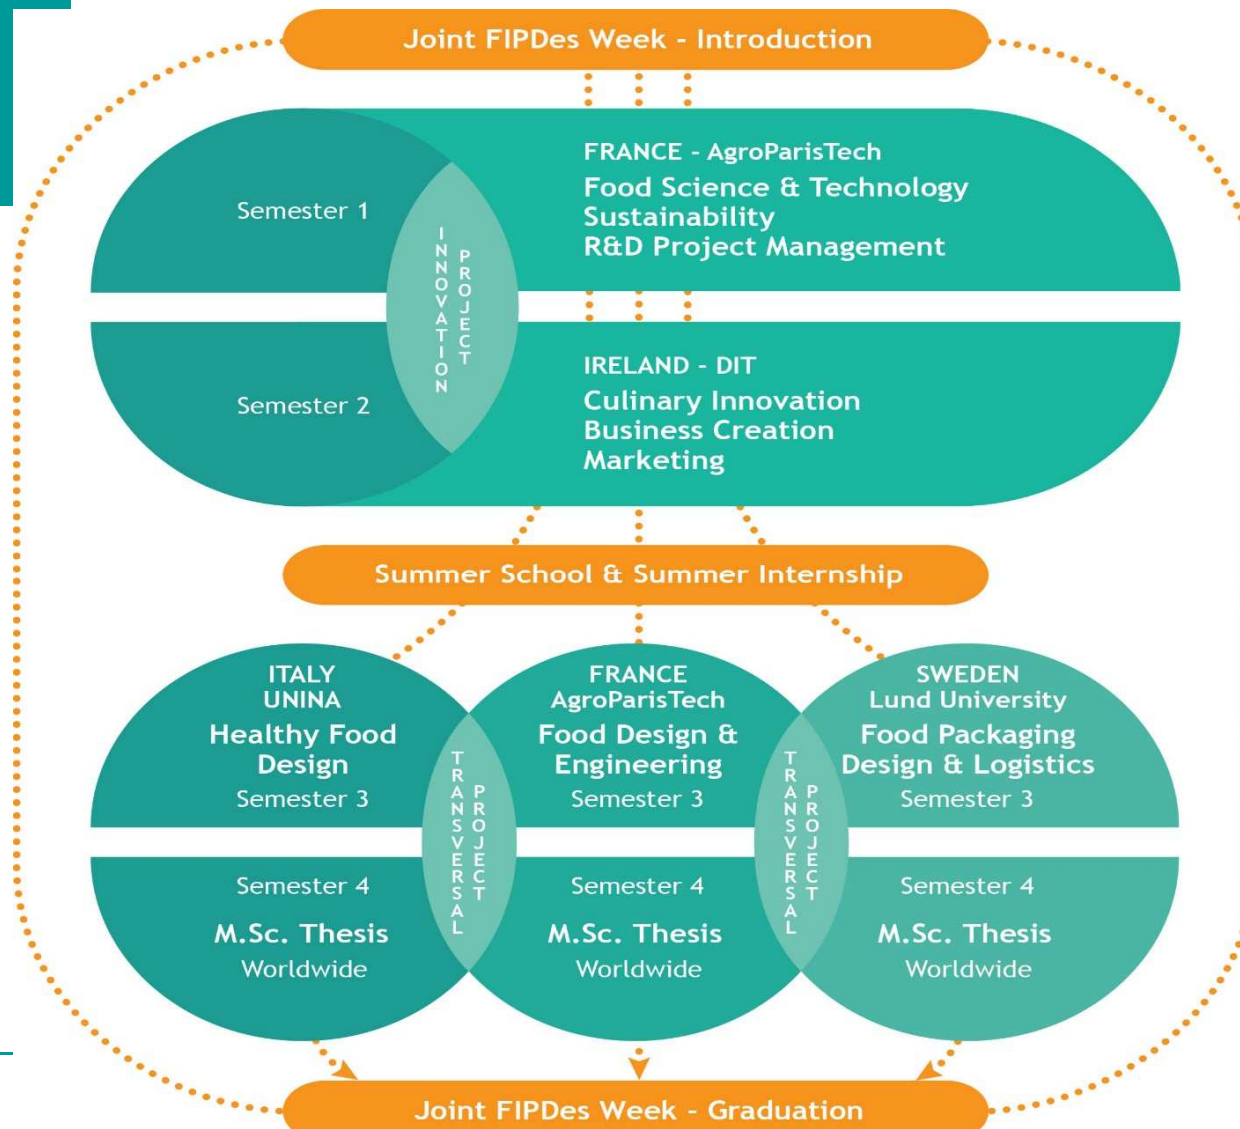 Joint FIPDes Week - Introduction
Semester 1
INNOVATION
PROJECT
FRANCE - AgroParisTech
Food Science & Technology
Sustainability
R&D Project Management
Semester 2
IRELAND - DIT
Culinary Innovation
Business Creation
Marketing
Summer School & Summer Internship
ITALY
UNINA
Healthy Food
Design
Semester 3
TRANSVERSAL
PROJECT
FRANCE
AgroParisTech
Food Design &
Engineering
Semester 3
TRANSVERSAL
PROJECT
SWEDEN
Lund University
Food Packaging
Design & Logistics
Semester 3
Semester 4
M.Sc. Thesis
Worldwide
Semester 4
M.Sc. Thesis
Worldwide
Semester 4
M.Sc. Thesis
Worldwide
Joint FIPDes Week - Graduation